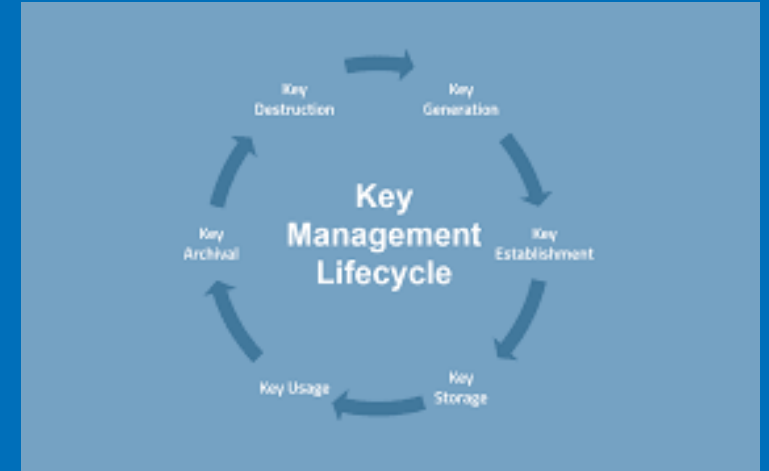 Key
Destruction
Key
Generation
Key
Management
Lifecycle
Key
Archival
Key
Establishment
Key Usage
Key
Storage